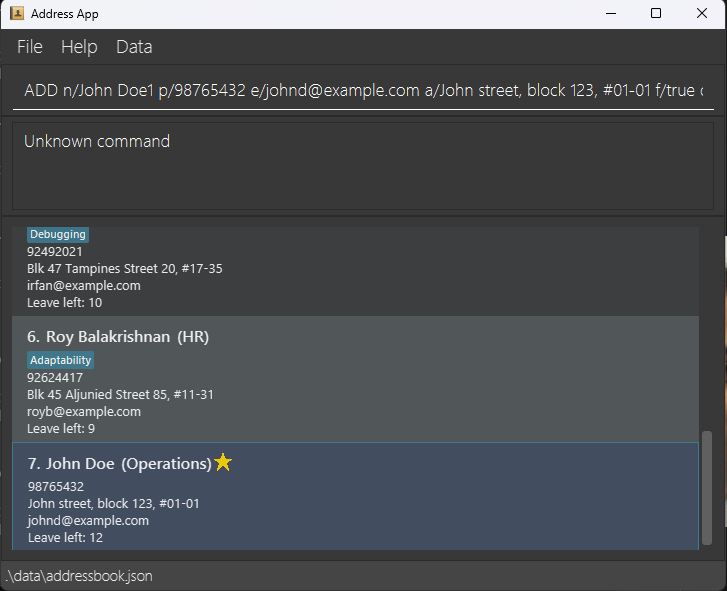 Address App
File Help Data
ADD n/John Doe1 p/98765432 e/johnd@example.com a/John street, block 123, #01-01 f/true
Unknown command
Debugging
92492021
Blk 47 Tampines Street 20, #17-35
irfan@example.com
Leave left: 10
6. Roy Balakrishnan (HR)
Adaptability
92624417
Blk 45 Aljunied Street 85, #11-31
royb@example.com
Leave left: 9
7. John Doe (Operations)
98765432
John street, block 123, #01-01
johnd@example.com
Leave left: 12
.\data\addressbook.json